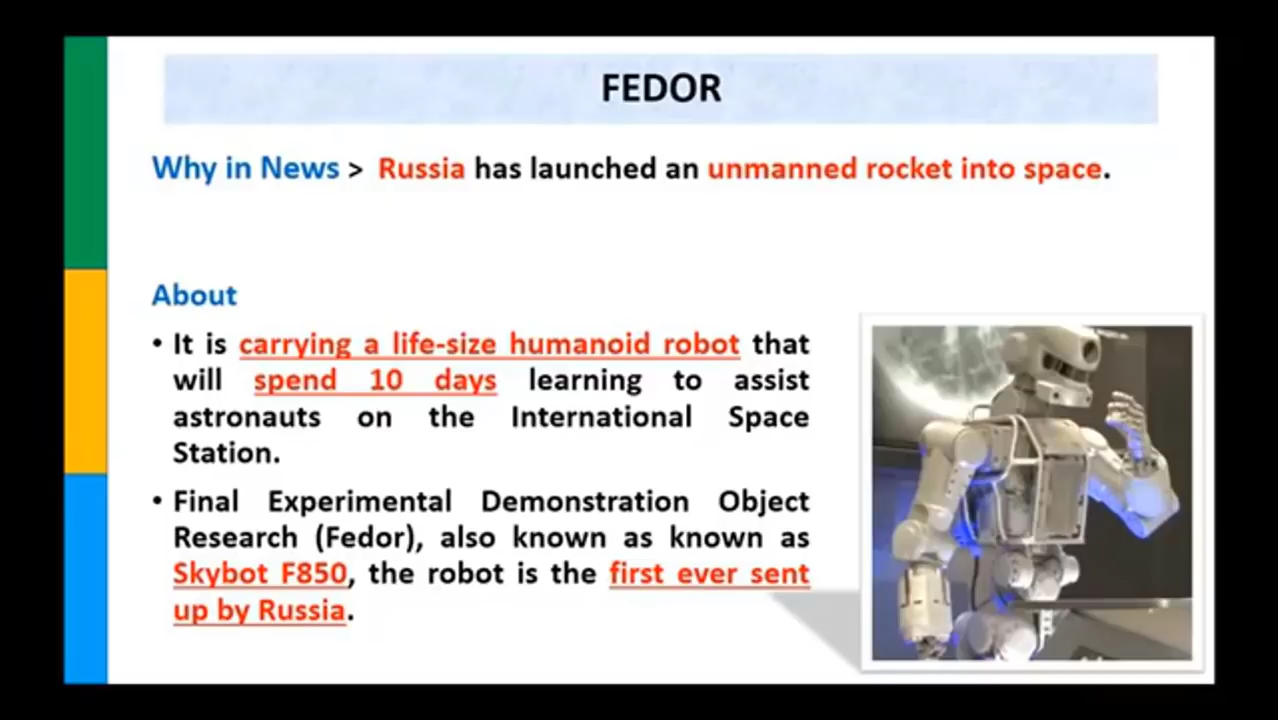 FEDOR
Why in News > Russia has launched an unmanned rocket into space.
About
• It is carrying a life-size humanoid robot that
will spend 10 days learning to assist
astronauts on the International Space
Station.
• Final Experimental Demonstration Object
Research (Fedor), also known as known as
Skybot F850, the robot is the first ever sent
up by Russia.